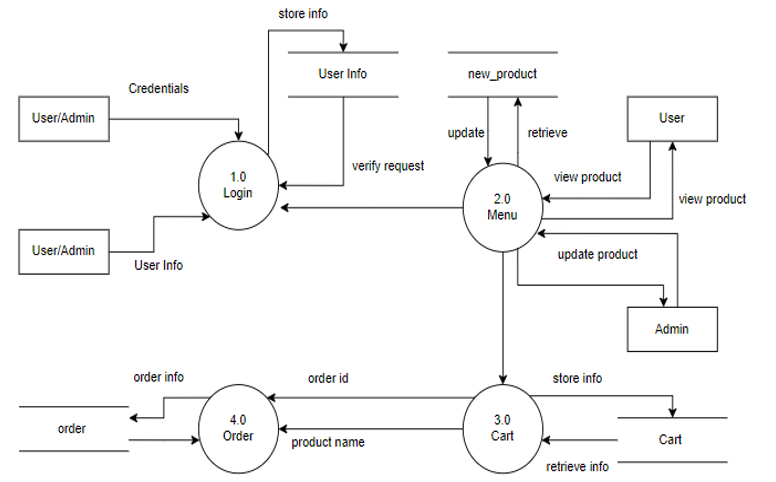 store info
User Info
new_product
Credentials
User/Admin
User
update
retrieve
verify request
1.0
Login
view product
2.0
Menu
view product
User/Admin
User Info
update product
Admin
order info
order id
store info
order
4.0
Order
product name
3.0
Cart
Cart
retrieve info